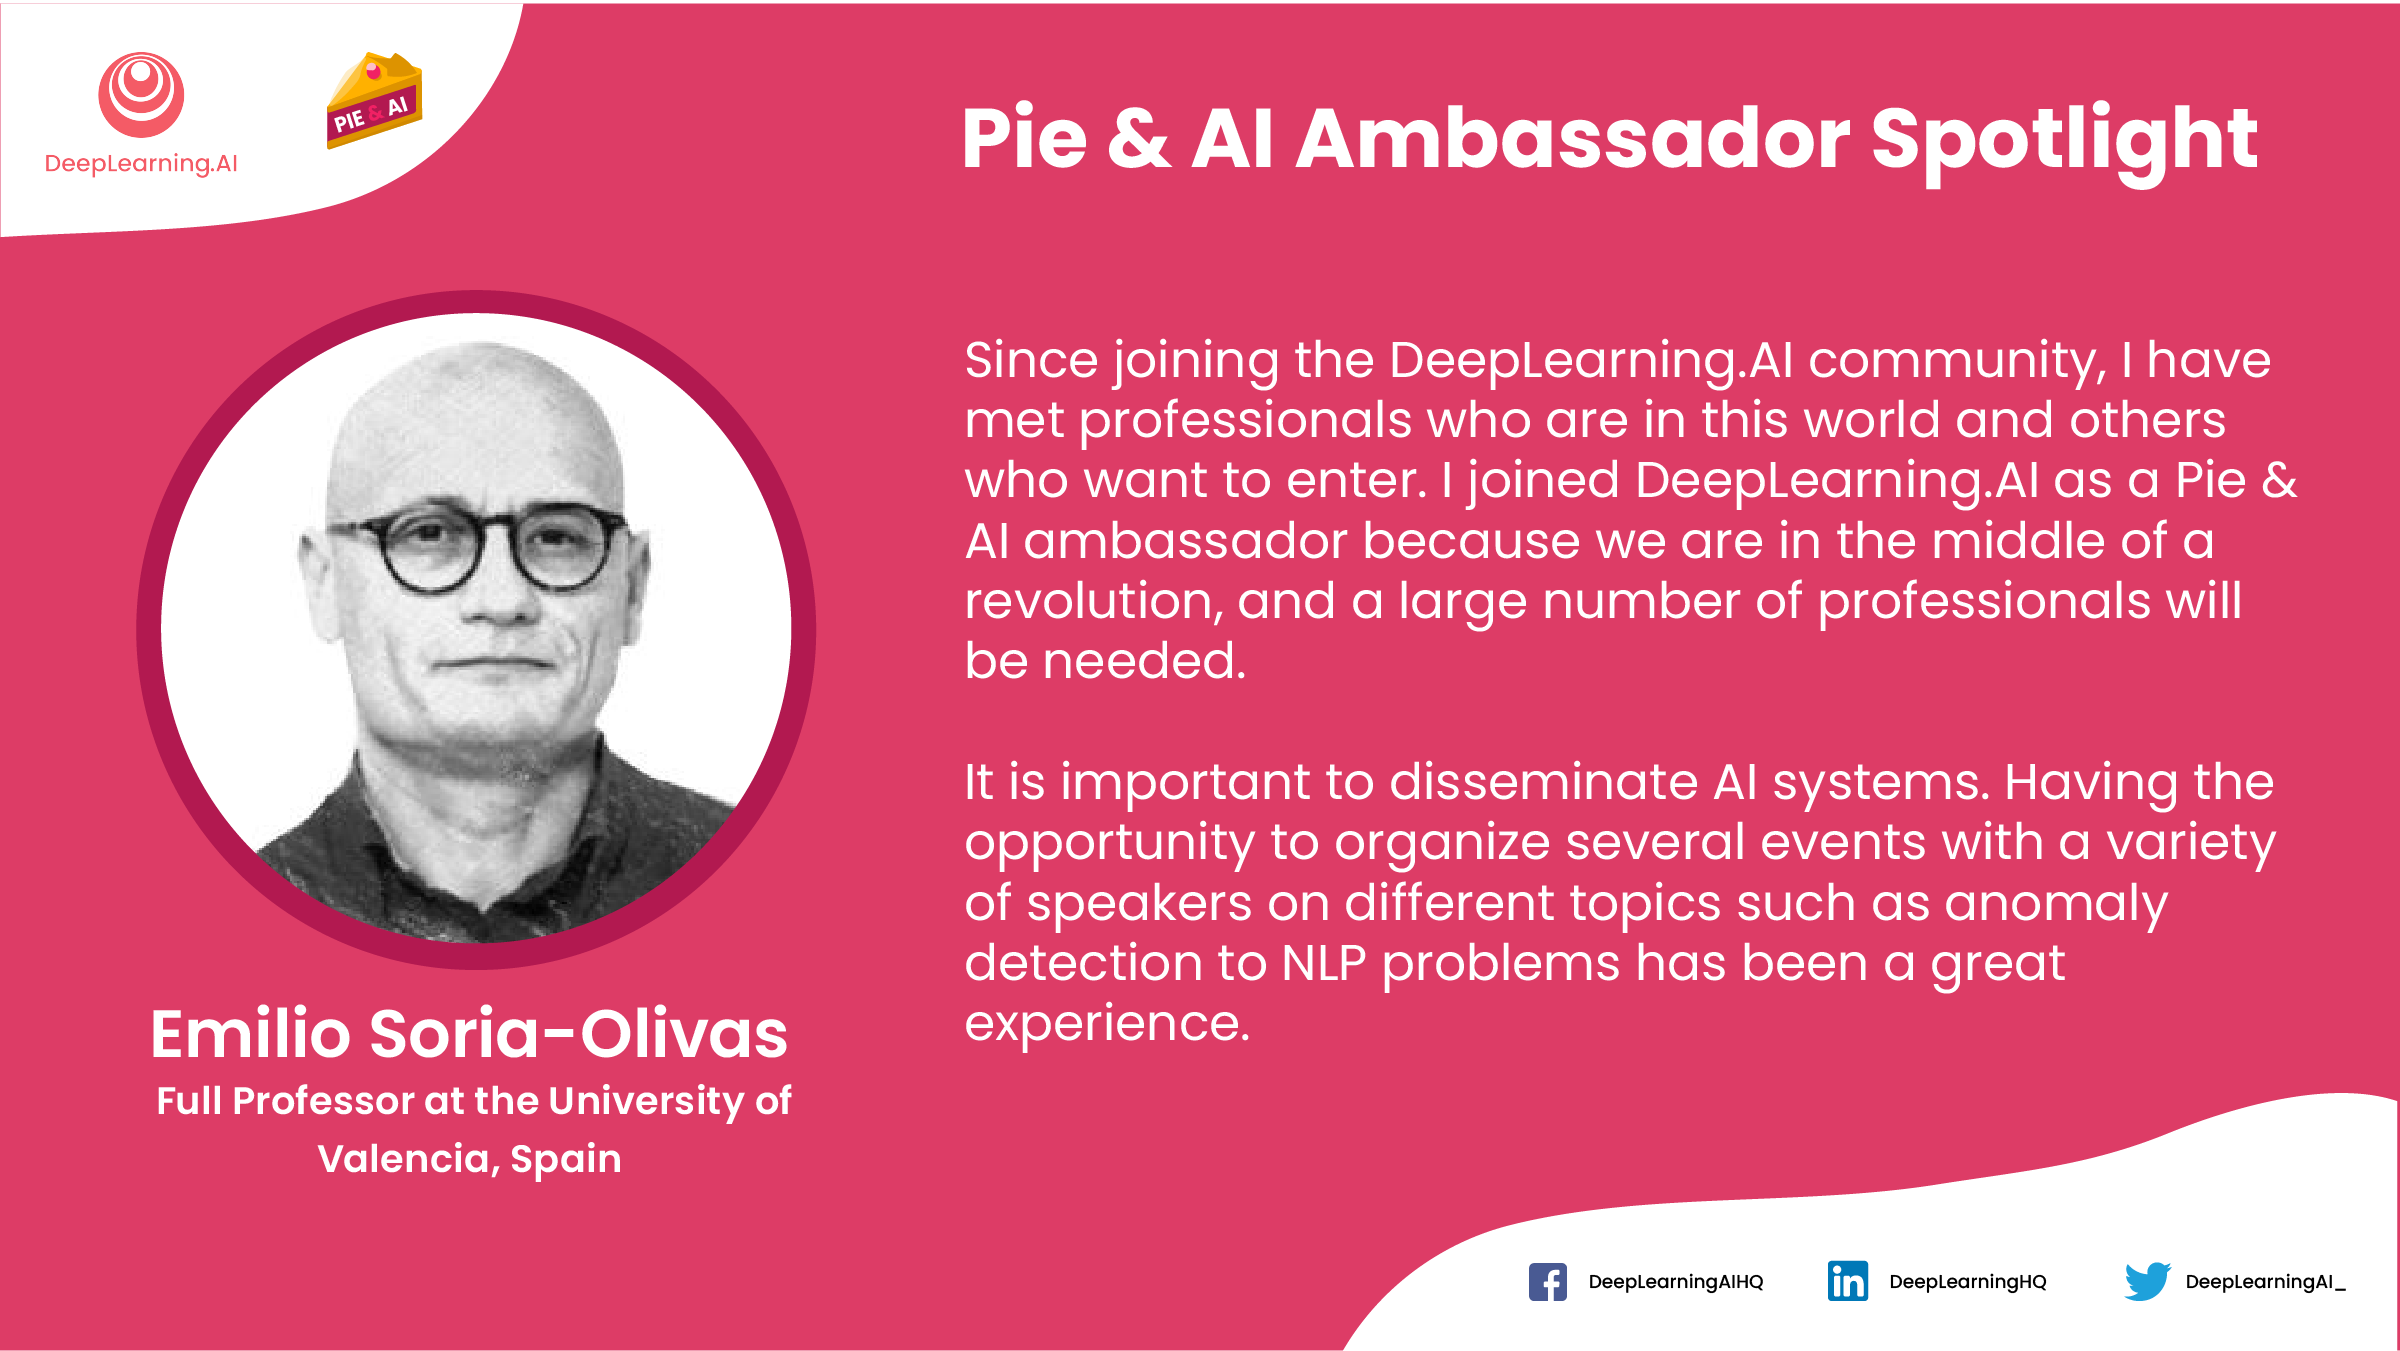 DeepLearning.AI
PIE & AI
Pie & AI Ambassador Spotlight
Since joining the DeepLearning.AI community, I have
met professionals who are in this world and others
who want to enter. I joined DeepLearning.AI as a Pie &
AI ambassador because we are in the middle of a
revolution, and a large number of professionals will
be needed.
It is important to disseminate AI systems. Having the
opportunity to organize several events with a variety
of speakers on different topics such as anomaly
detection to NLP problems has been a great
experience.
Emilio Soria-Olivas
Full Professor at the University of
Valencia, Spain
DeepLearningAIHQ
DeepLearningHQ
DeepLearningAI_